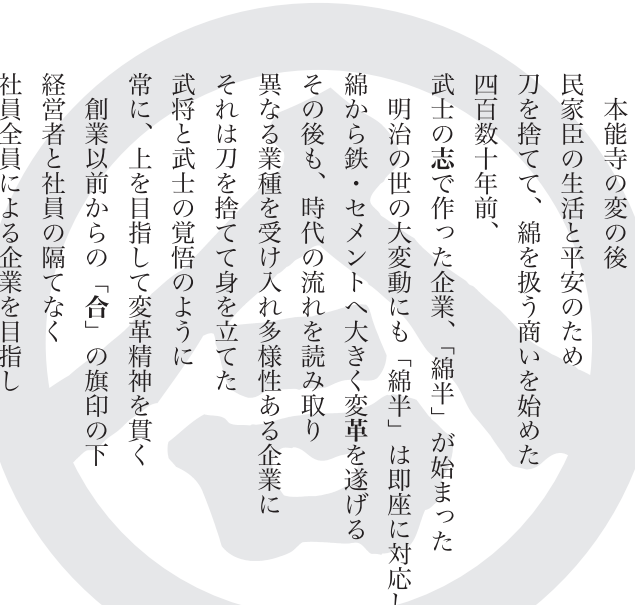 本能寺の変の後
民家臣の生活と平安のため
刀を捨てて、綿を扱う商いを始めた
四百数十年前、
武士の志で作った企業、「綿半」が始まった
明治の世の大変動にも「綿半」は即座に対応し
綿から鉄・セメントへ大きく変革を遂げる
その後も、時代の流れを読み取り
異なる業種を受け入れ多様性ある企業に
それは刀を捨てて身を立てた
武将と武士の覚悟のように
常に、上を目指して変革精神を貫く
創業以前からの「合」の旗印の下
経営者と社員の隔てなく
社員全員による企業を目指し